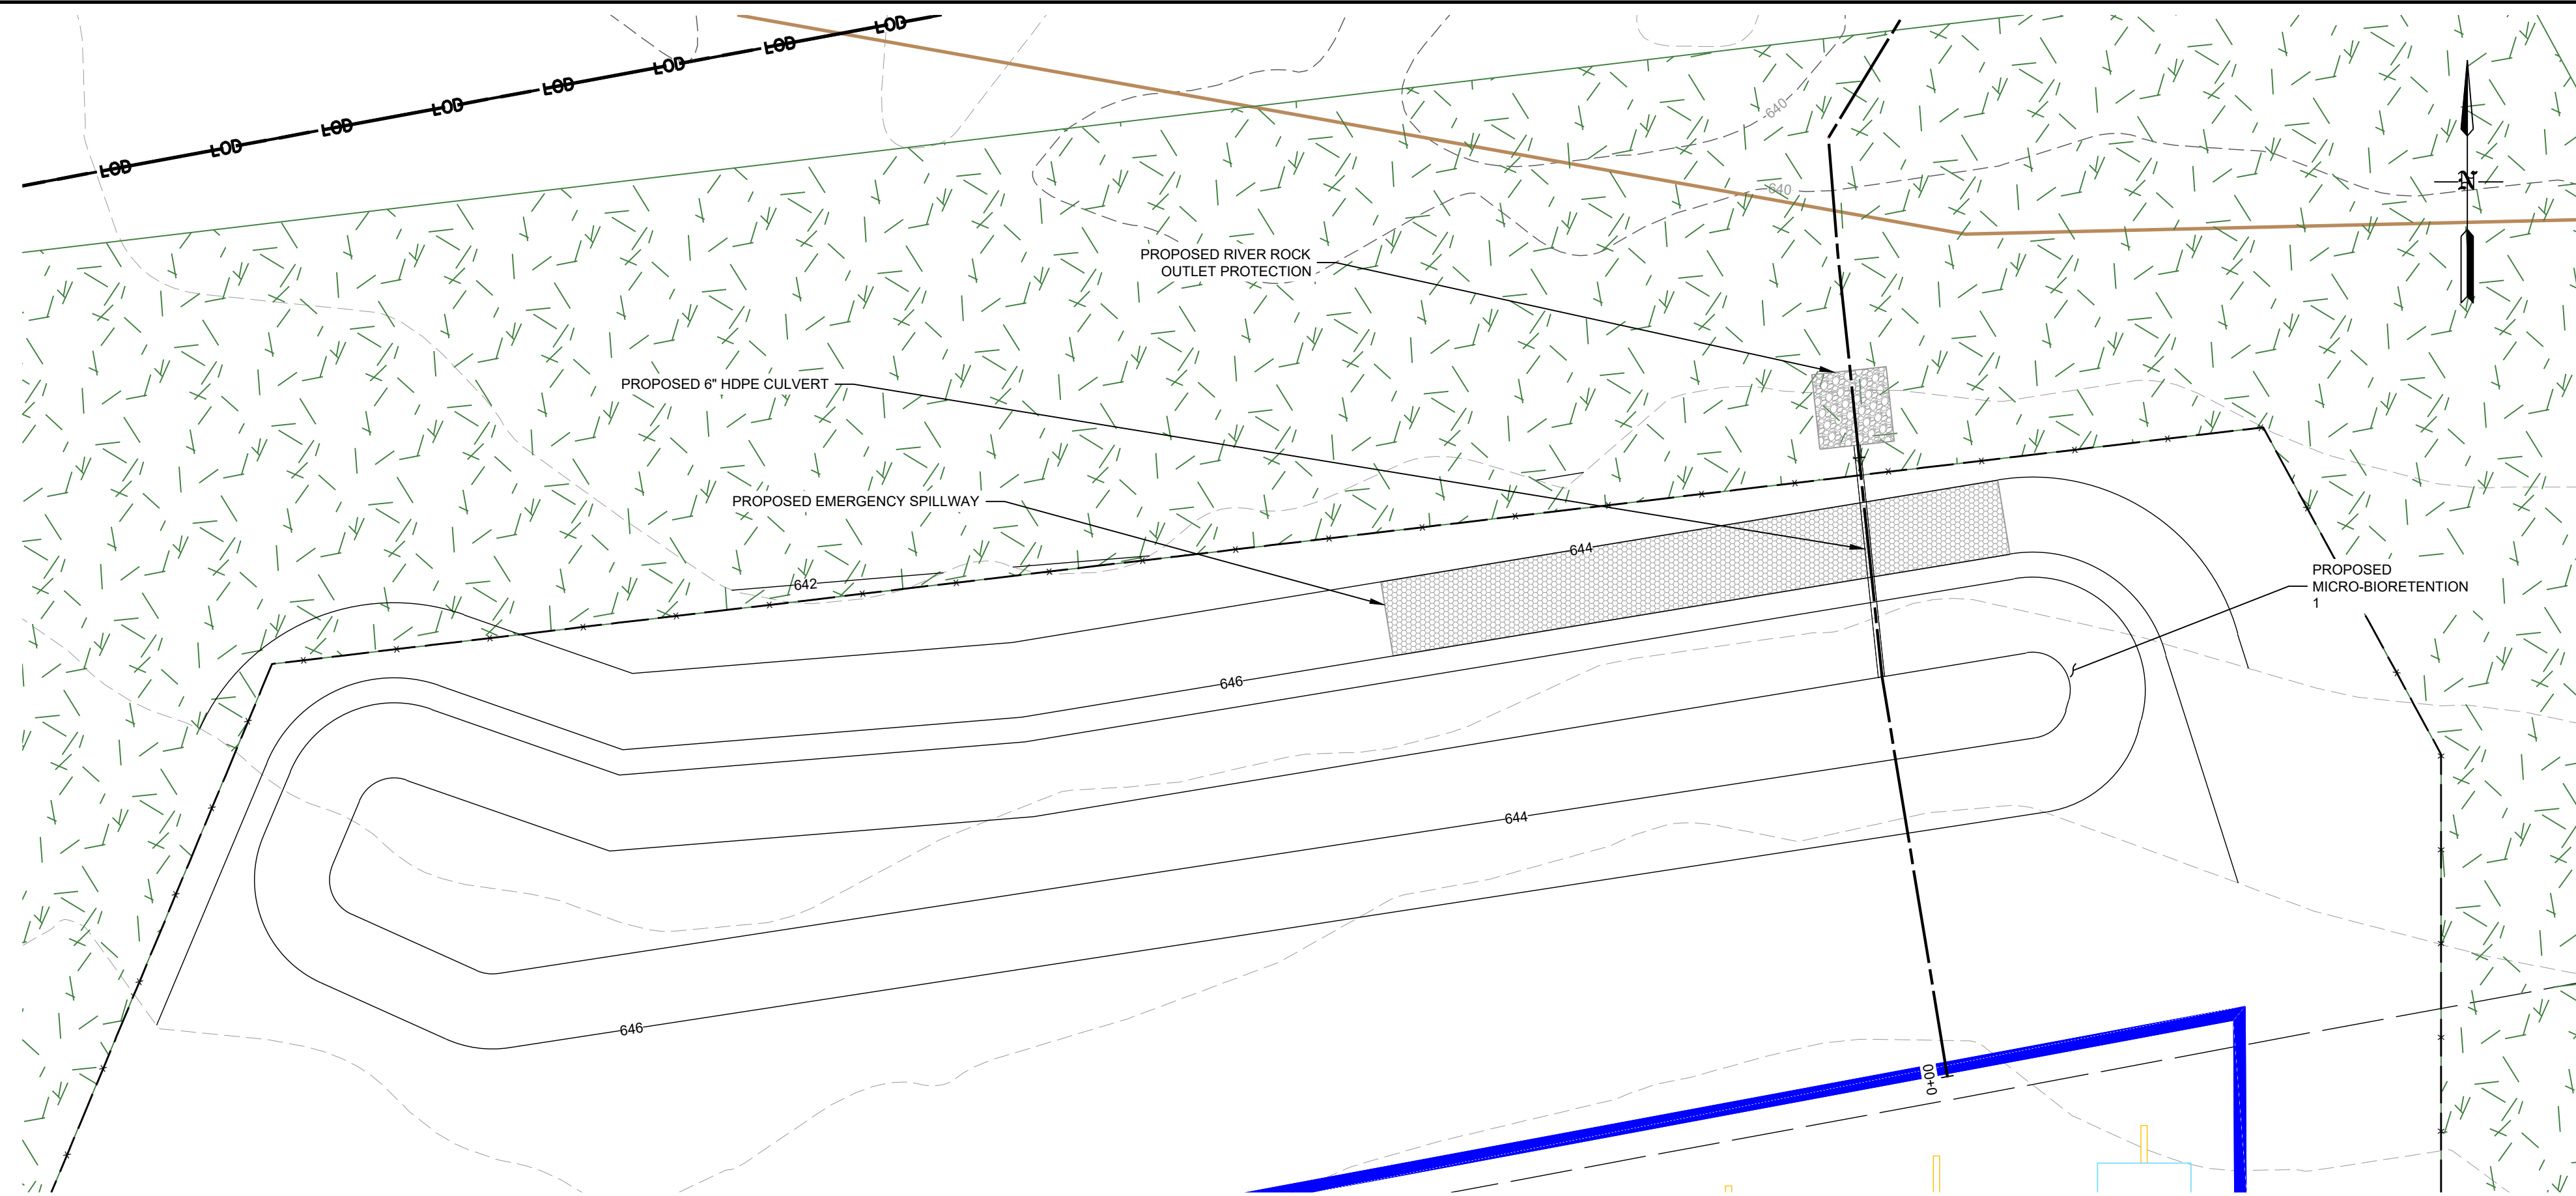 LOD
LOD
LOD
LOD
LOD
LOD
LOD
LOD
640
640
N
PROPOSED RIVER ROCK
OUTLET PROTECTION
PROPOSED 6" HDPE CULVERT
PROPOSED EMERGENCY SPILLWAY
644
642
PROPOSED
MICRO-BIORETENTION
1
646
644
646
0+00